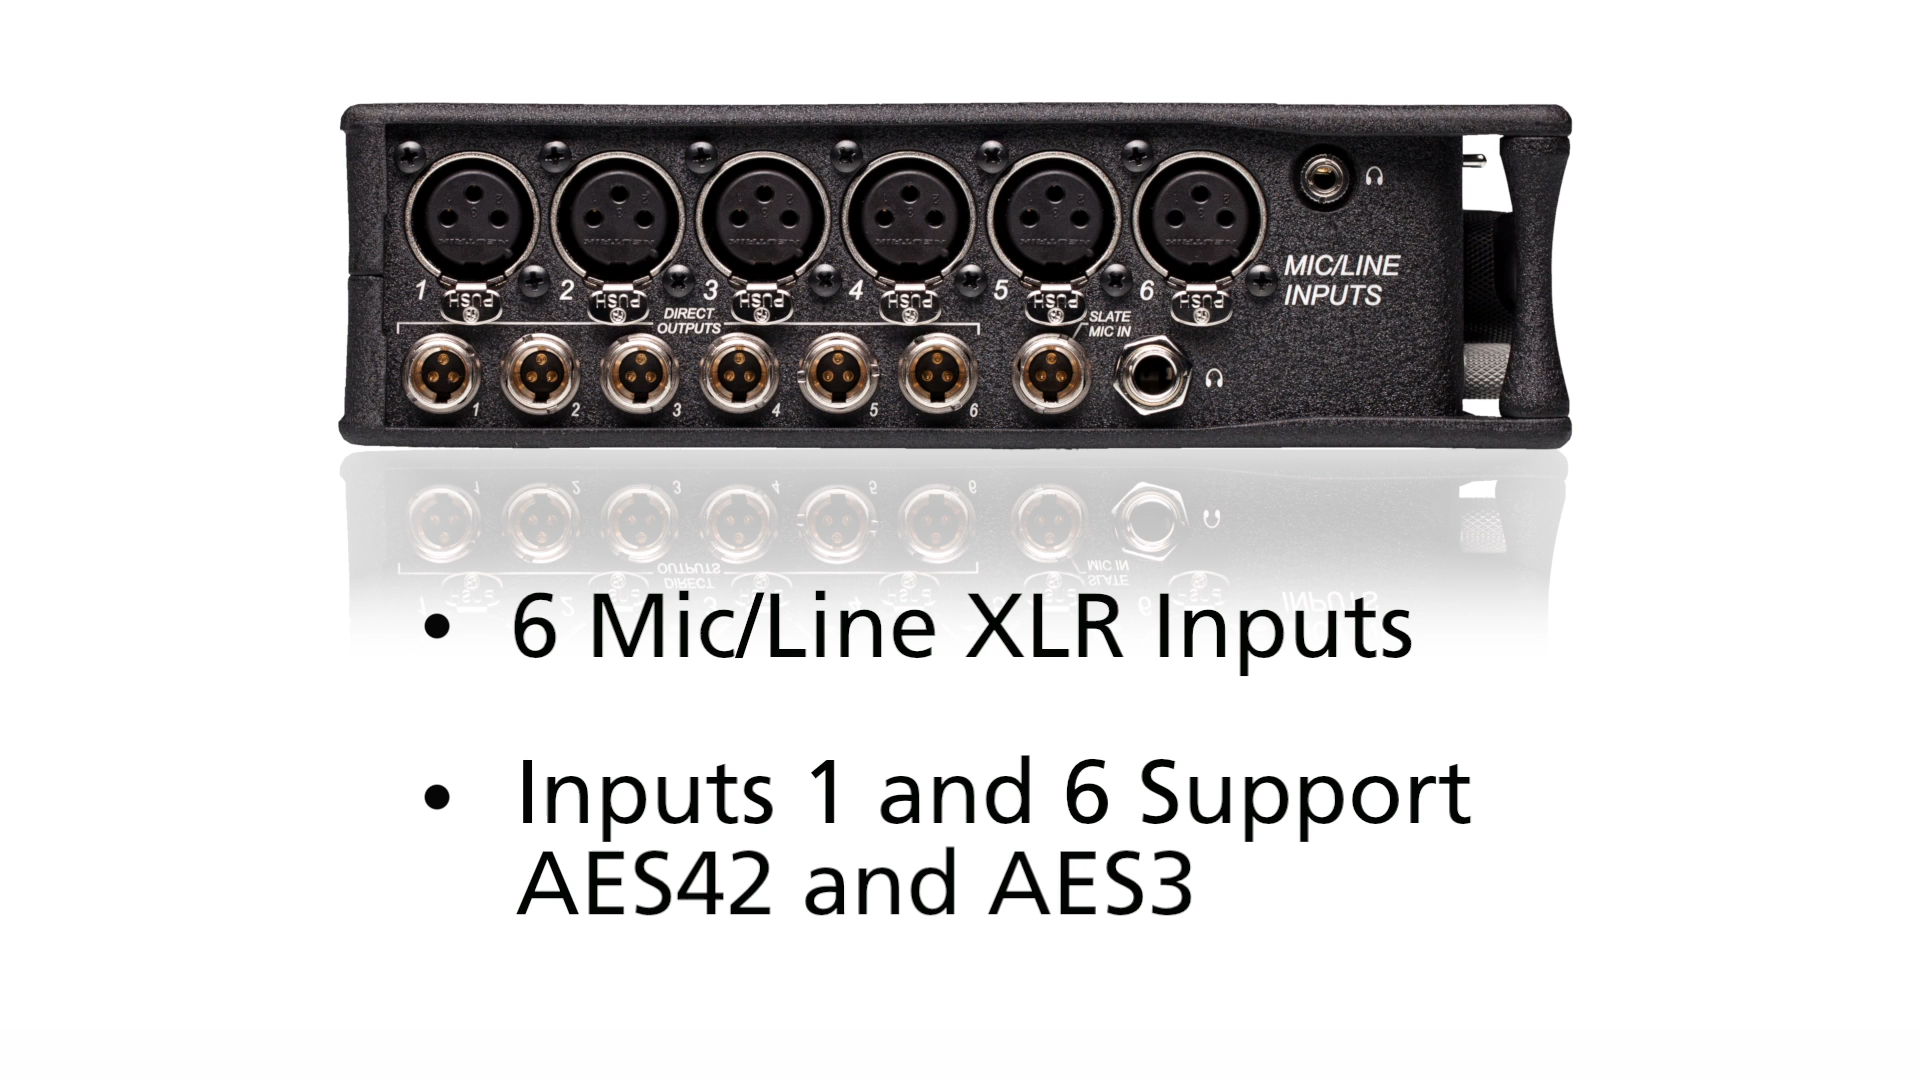 1 PUSH 2 PUSH 3 PUSH 4 PUSH 5 PUSH 6 PUSH
MIC/LINE
INPUTS
DIRECT
OUTPUTS
SLATE
MIC IN
1 2 3 4 5 6
• 6 Mic/Line XLR Inputs
• Inputs 1 and 6 Support
AES42 and AES3